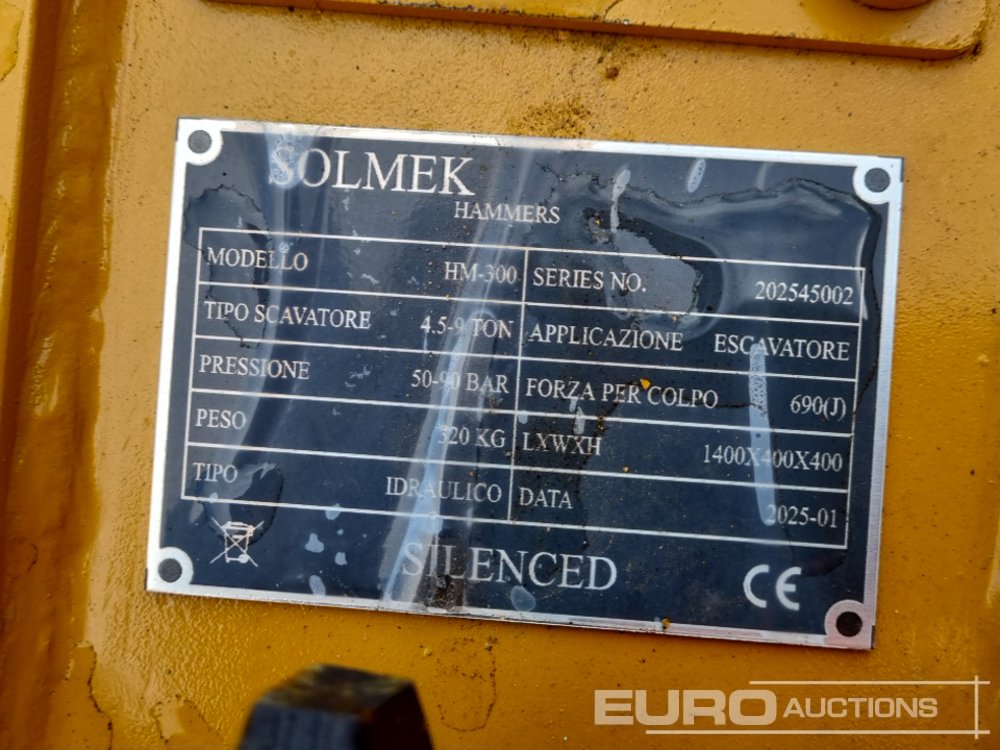 SOLMEK
HAMMERS
MODELLO HM-300 SERIES NO. 202545002
TIPO SCAVATORE 4.5-9 TON APPLICAZIONE ESCAVATORE
PRESSIONE 50-90 BAR FORZA PER COLPO 690(J)
PESO 320 KG LXWXH 1400X400X400
TIPO IDRAULICO DATA 2025-01
SILENCED CE
EURO AUCTIONS